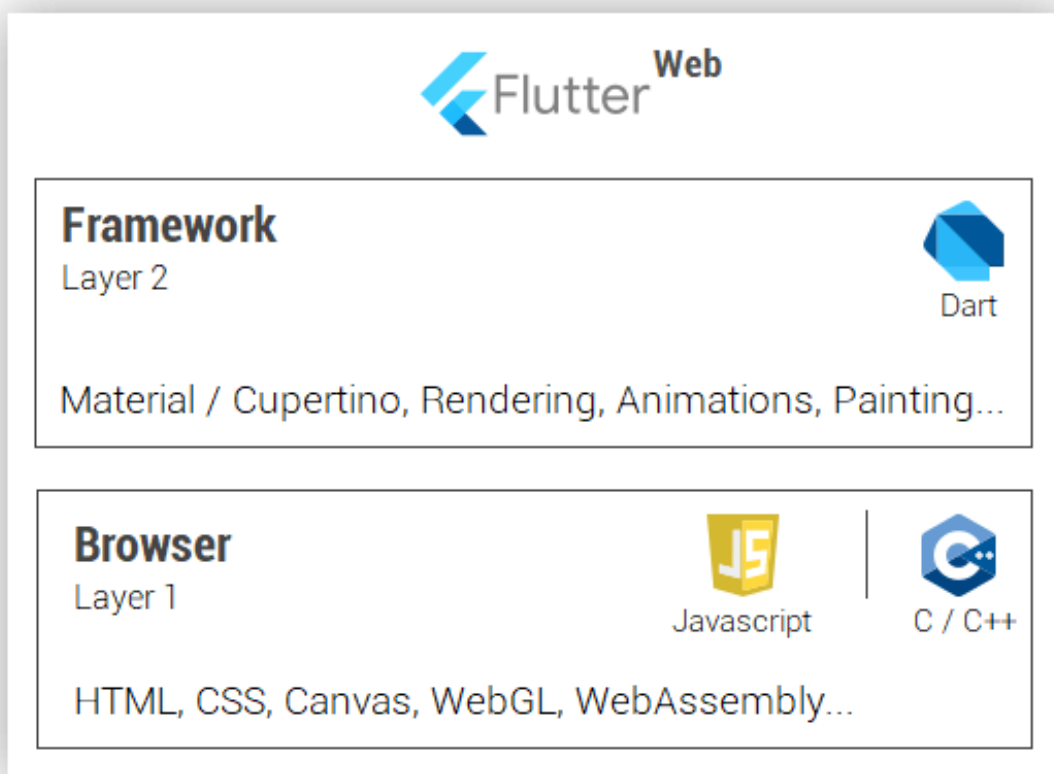 Flutter Web
Framework
Layer 2
Dart
Material / Cupertino, Rendering, Animations, Painting...
Browser
Layer 1
JS
Javascript
C++
C / C++
HTML, CSS, Canvas, WebGL, WebAssembly...